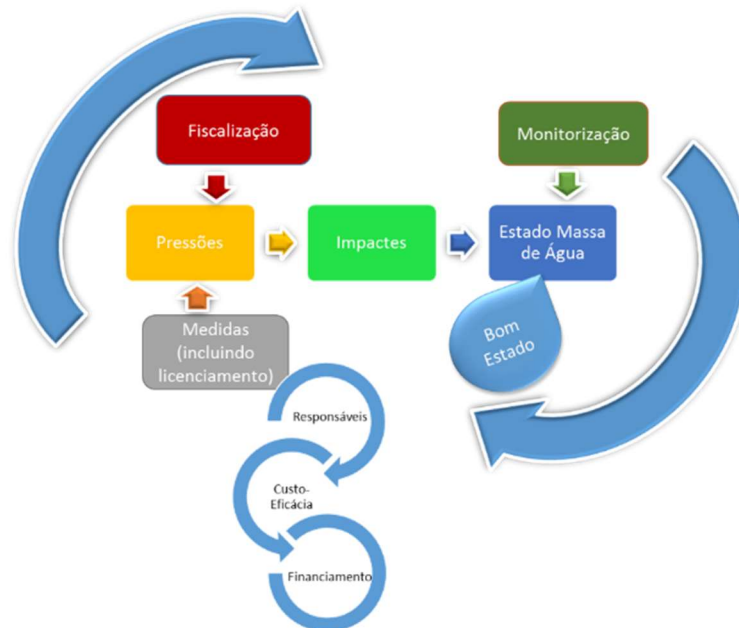 Fiscalização
Monitorização
Pressões
Impactes
Estado Massa
de Água
Medidas
(incluindo
licenciamento)
Bom
Estado
Responsáveis
Custo-
Eficácia
Financiamento